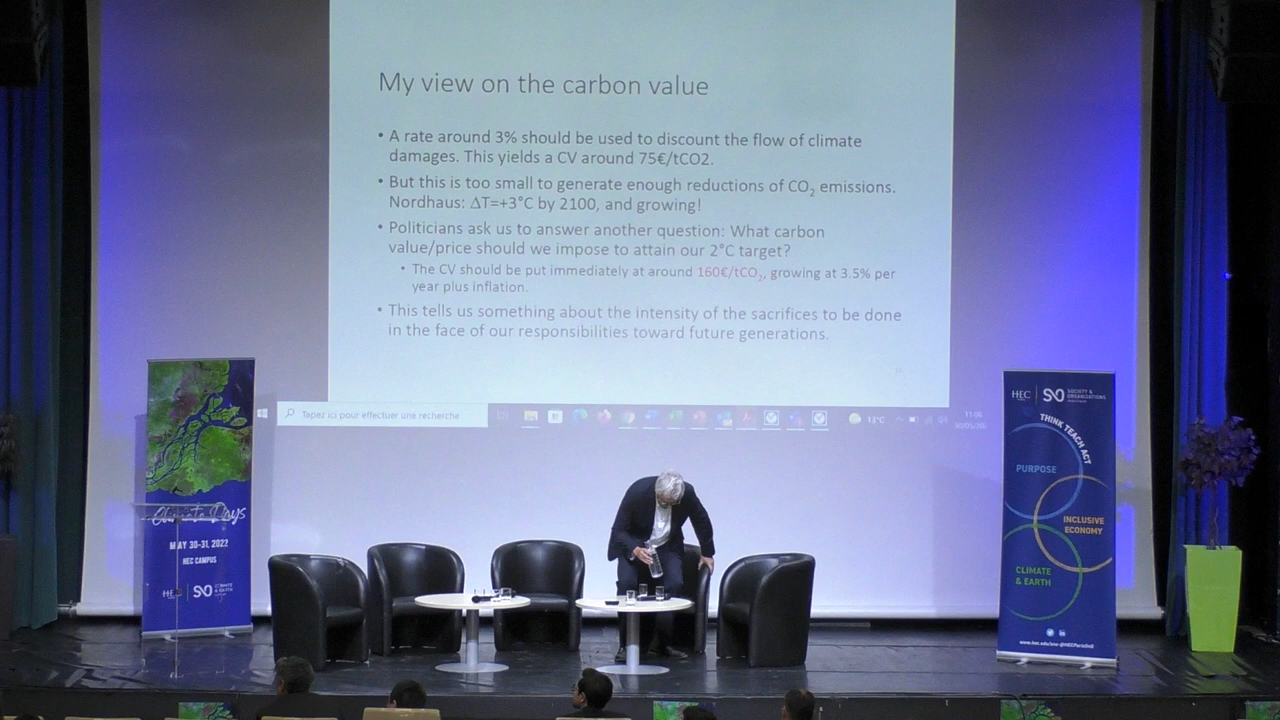 My view on the carbon value
• A rate around 3% should be used to discount the flow of climate
damages. This yields a CV around 75€/tCO2.
• But this is too small to generate enough reductions of CO₂ emissions.
Nordhaus: ΔT=+3°C by 2100, and growing!
• Politicians ask us to answer another question: What carbon
value/price should we impose to attain our 2°C target?
• The CV should be put immediately at around 160€/tCO₂, growing at 3.5% per
year plus inflation.
• This tells us something about the intensity of the sacrifices to be done
in the face of our responsibilities toward future generations.
Tapez ici pour effectuer une recherche
13°C
11:06
Climate Days
MAY 30-31, 2022
HEC CAMPUS
HEC
S&O
HEC
S&O
SOCIETY &
ORGANIZATIONS
THINK TEACH ACT
PURPOSE
INCLUSIVE
ECONOMY
CLIMATE
& EARTH